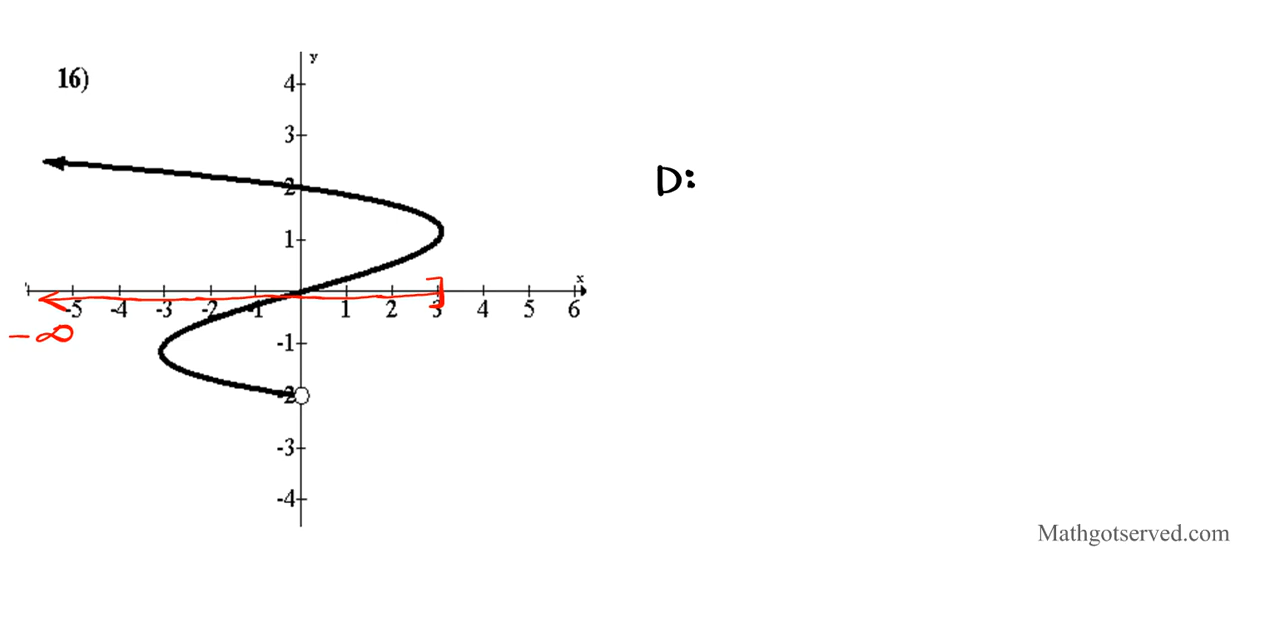 y
16)
4
3
D:
2
1
x
-5 -4 -3 -2 -1 1 2 3 4 5 6
- ∞
-1
-2
-3
-4
Mathgotserved.com